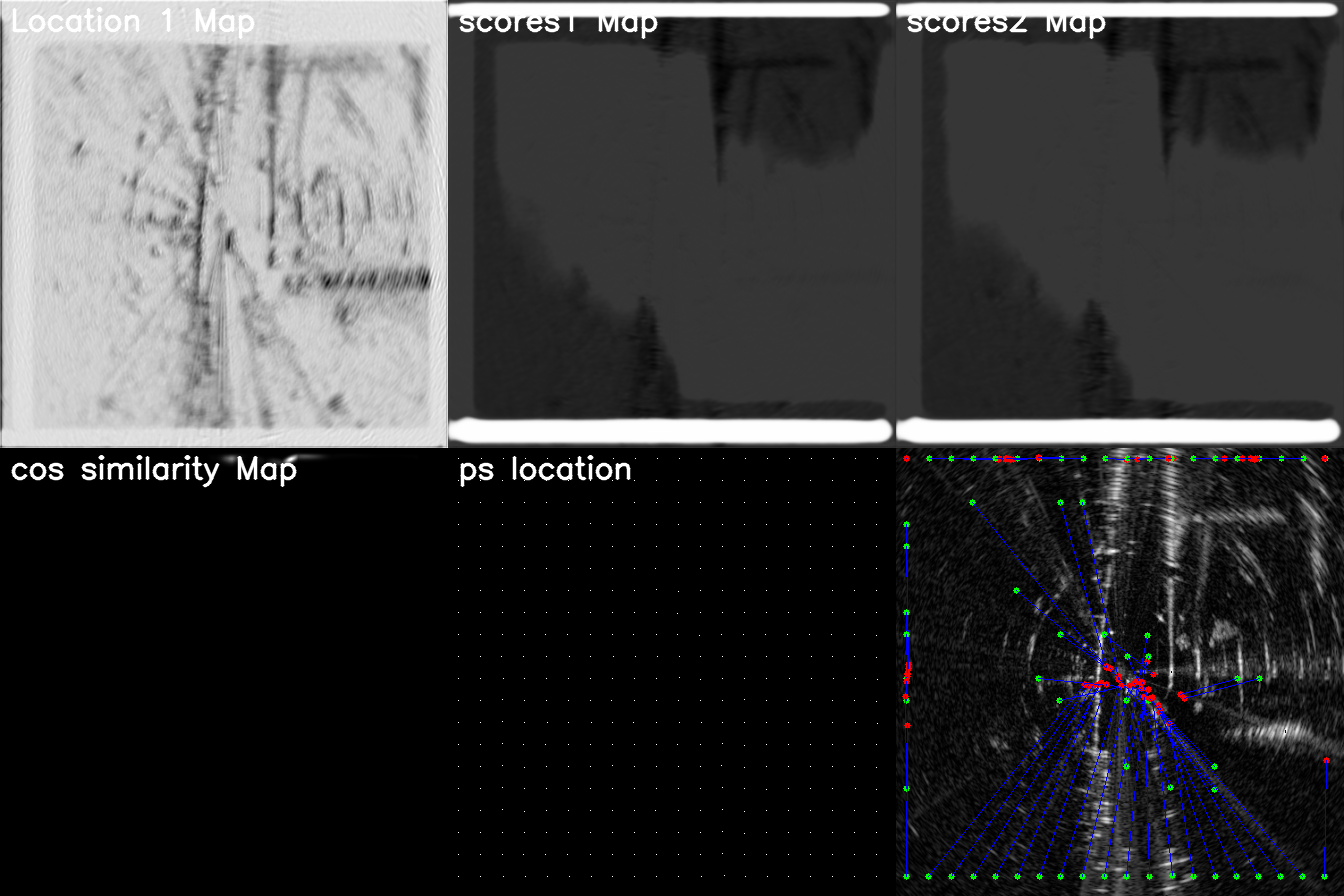 Location 1 Map
scores1 Map
scores2 Map
cos similarity Map
ps location